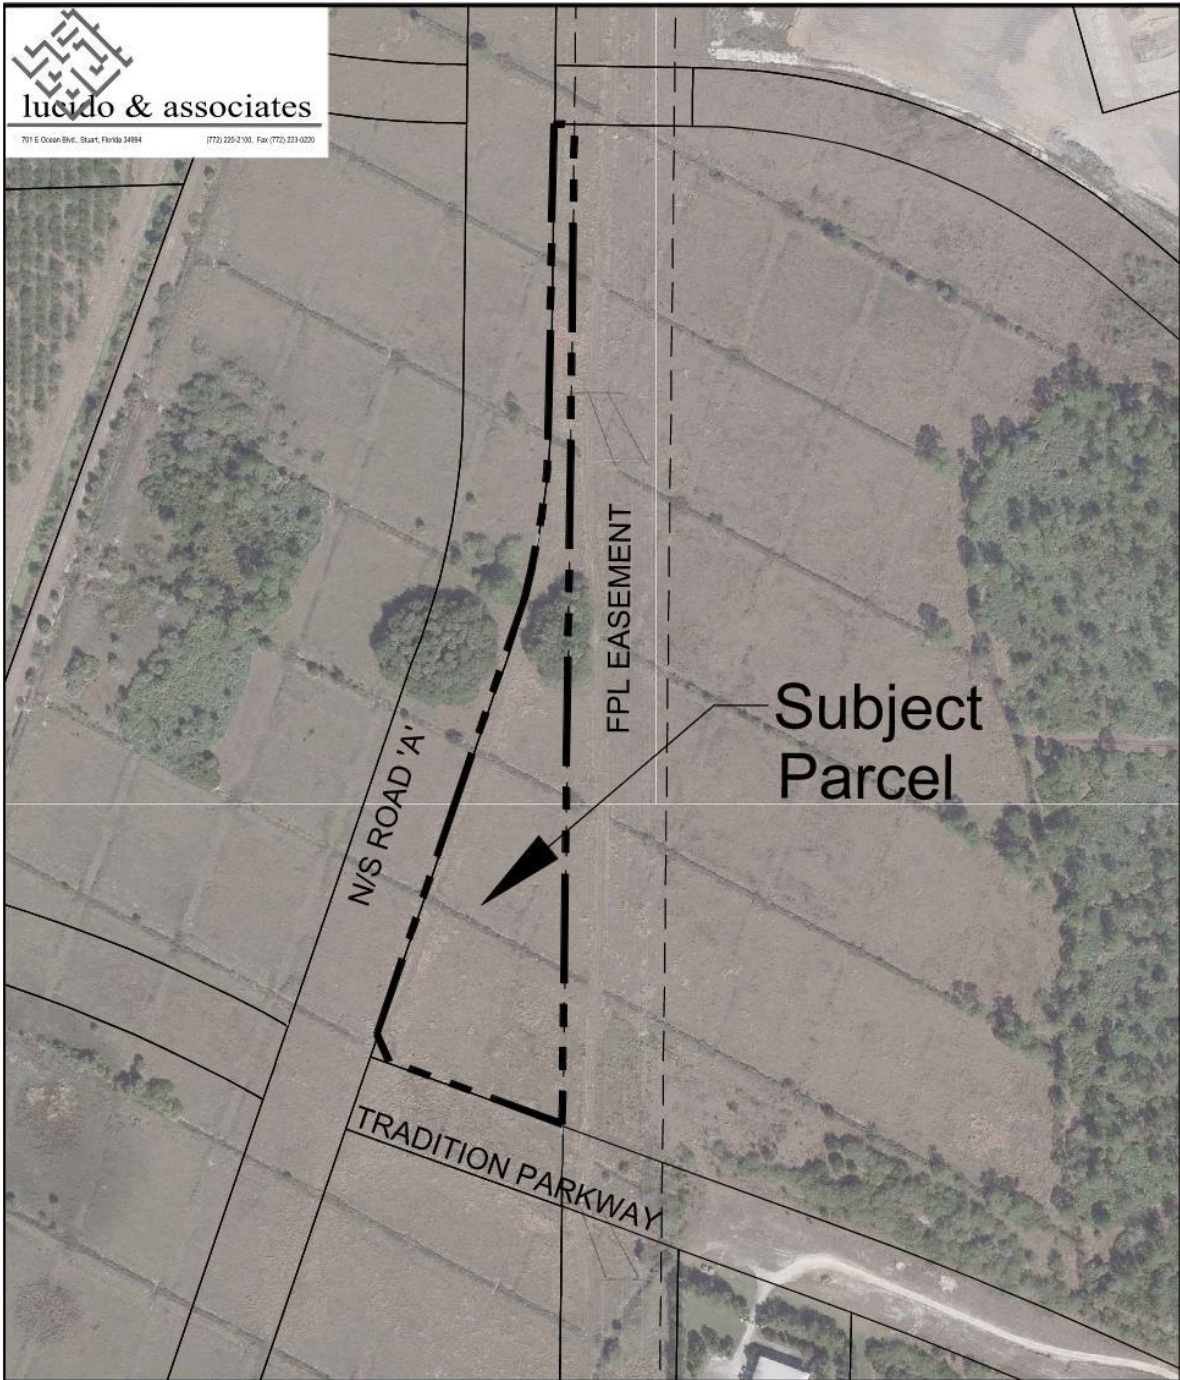 lucido & associates
701 E Ocean Blvd., Stuart, Florida 34994 (772) 220-2100, Fax (772) 223-0220
FPL EASEMENT
Subject
Parcel
N/S ROAD 'A'
TRADITION PARKWAY